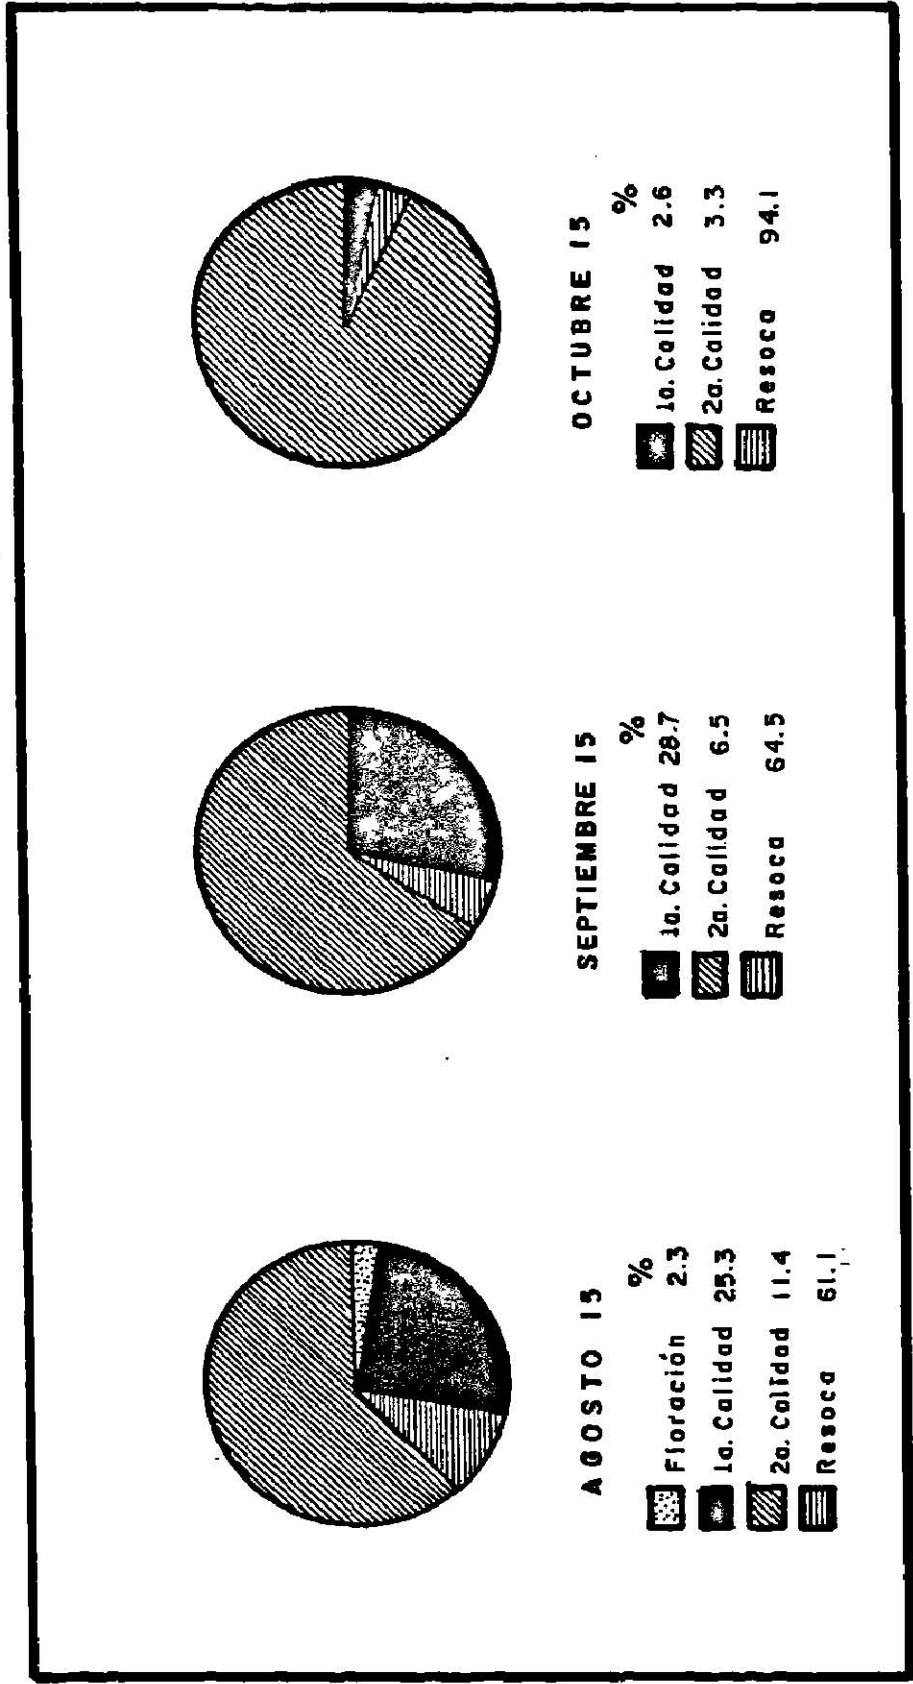 AGOSTO 15
%
Floración 2.3
1a. Calidad 25.3
2a. Calidad 11.4
Resoca 61.1
SEPTIEMBRE 15
%
1a. Calidad 28.7
2a. Calidad 6.5
Resoca 64.5
OCTUBRE 15
%
1a. Calidad 2.6
2a. Calidad 3.3
Resoca 94.1